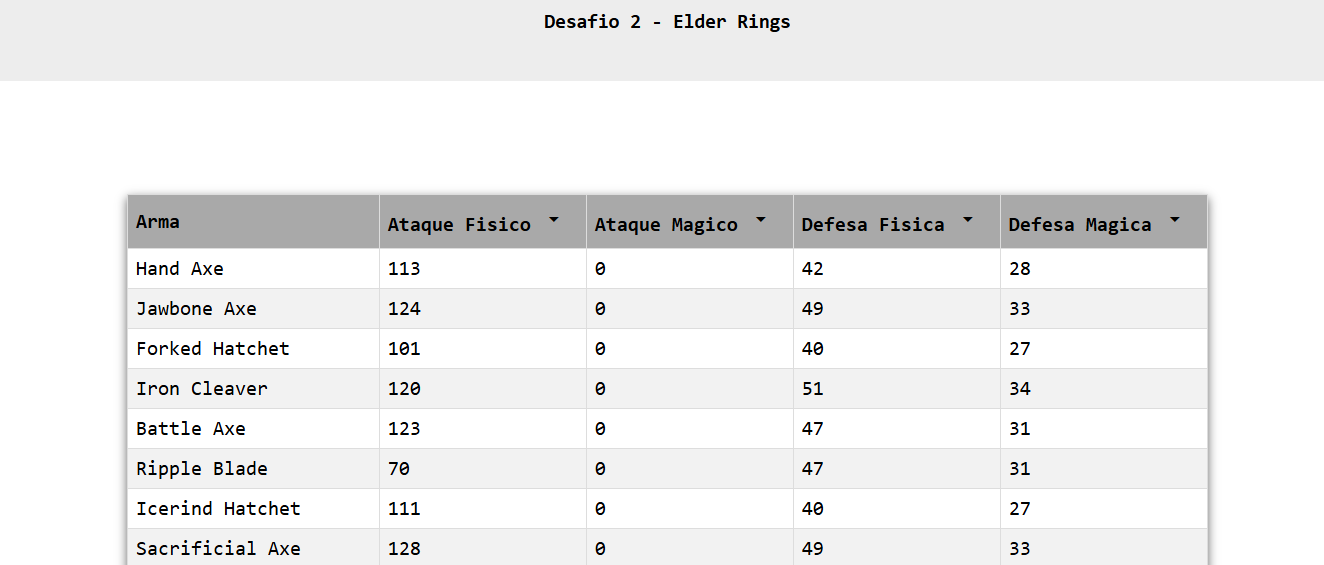 Desafio 2 - Elder Rings
Arma Ataque Fisico Ataque Magico Defesa Fisica Defesa Magica
Hand Axe 113 0 42 28
Jawbone Axe 124 0 49 33
Forked Hatchet 101 0 40 27
Iron Cleaver 120 0 51 34
Battle Axe 123 0 47 31
Ripple Blade 70 0 47 31
Icerind Hatchet 111 0 40 27
Sacrificial Axe 128 0 49 33